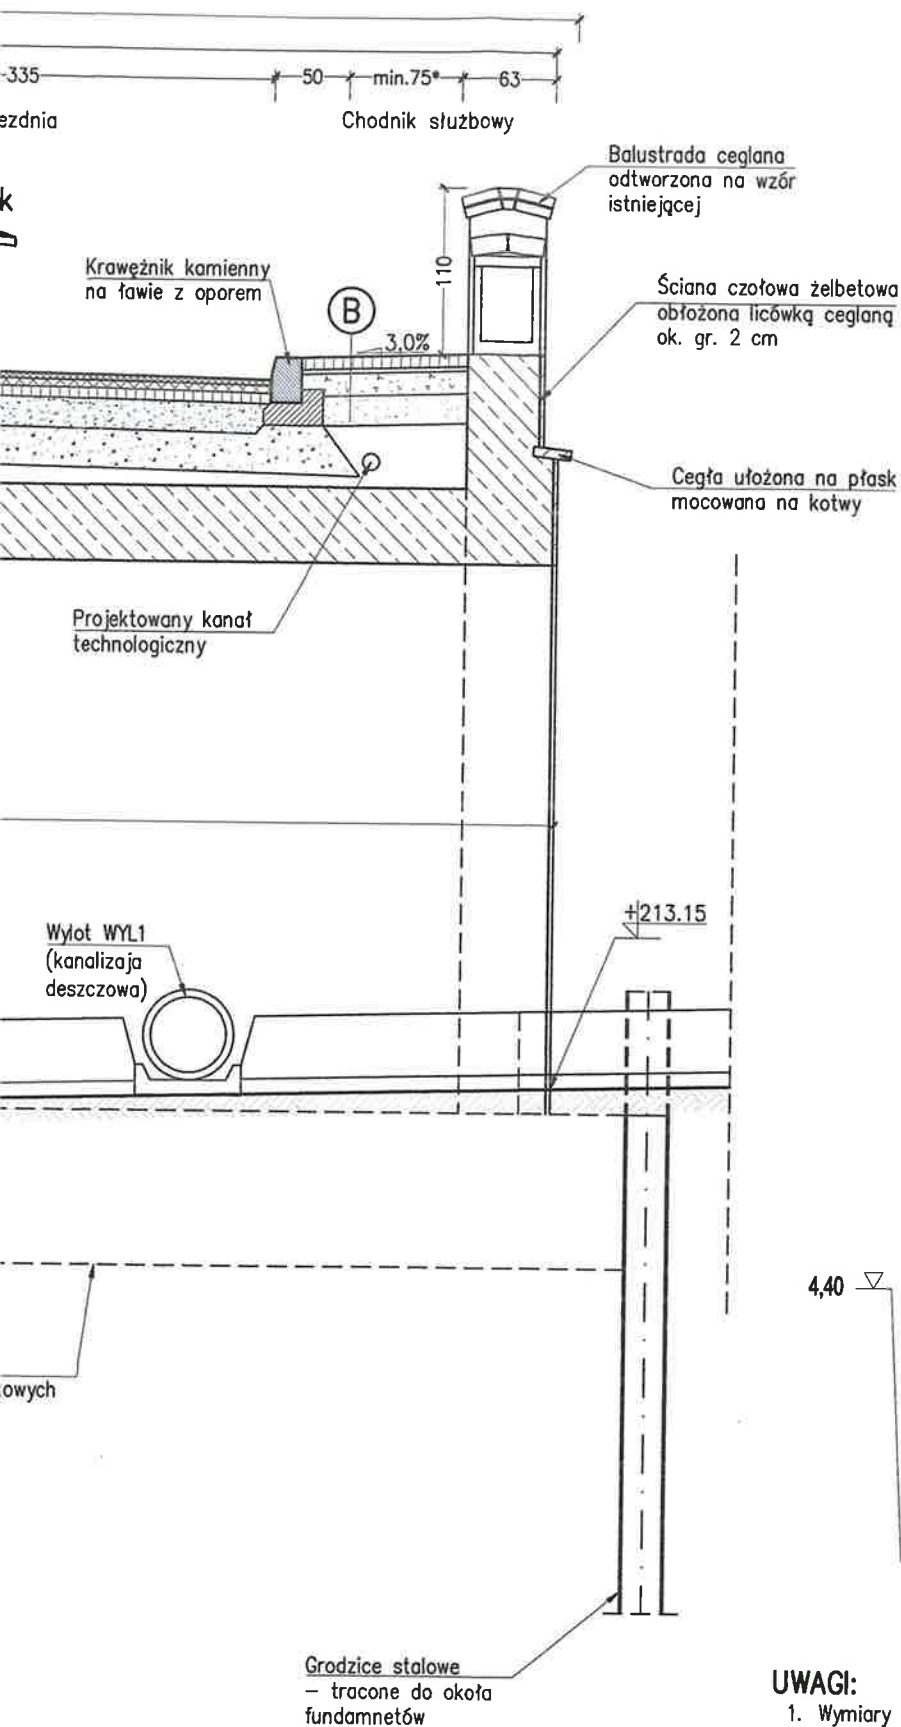 335 50 min.75* 63
ezdnia
Chodnik służbowy
Balustrada ceglana
odtworzona na wzór
istniejącej
k
Krawężnik kamienny
na ławie z oporem
110
B
3,0%
Ściana czołowa żelbetowa
obłożona licówką ceglaną
ok. gr. 2 cm
Cegła ułożona na płask
mocowana na kotwy
Projektowany kanał
technologiczny
+213.15
Wylot WYL1
(kanalizaja
deszczowa)
4,40
owych
Grodzice stalowe
– tracone do okoła
fundamnetów
UWAGI:
1. Wymiary